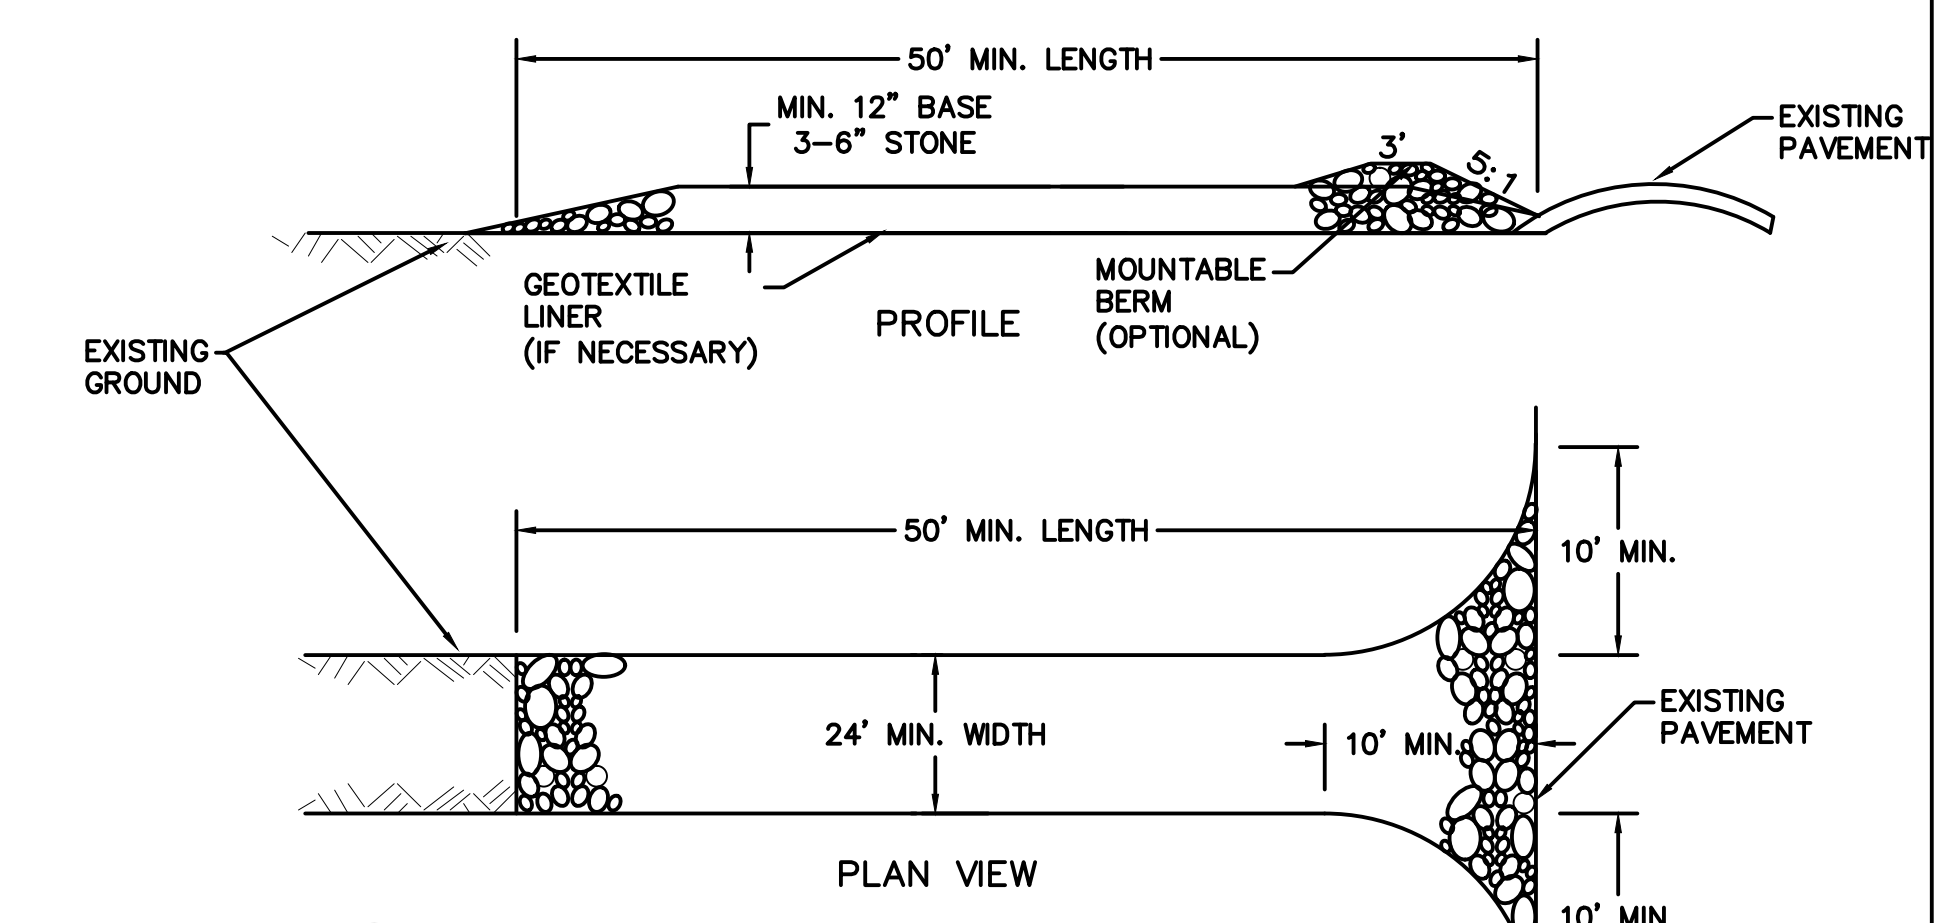 50' MIN. LENGTH
MIN. 12" BASE
3-6" STONE
3'
5:1
EXISTING
PAVEMENT
GEOTEXTILE
LINER
(IF NECESSARY)
PROFILE
MOUNTABLE
BERM
(OPTIONAL)
EXISTING
GROUND
50' MIN. LENGTH
10' MIN.
24' MIN. WIDTH
10' MIN.
EXISTING
PAVEMENT
PLAN VIEW
10' MIN